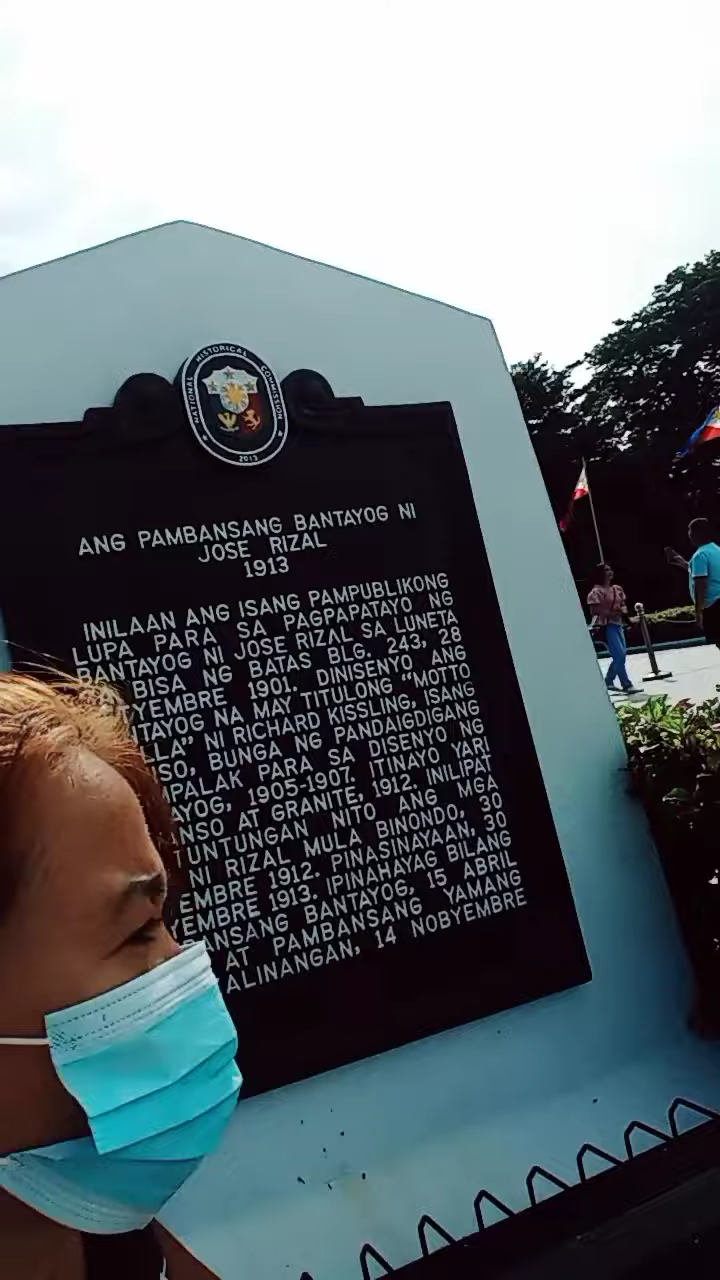 NATIONAL HISTORICAL COMMISSION
2013
ANG PAMBANSANG BANTAYOG NI
JOSE RIZAL
1913
INILAAN ANG ISANG PAMPUBLIKONG
LUPA PARA SA PAGPAPATAYO NG
BANTAYOG NI JOSE RIZAL SA LUNETA
BISA NG BATAS BLG. 243, 28
TYEMBRE 1901. DINISENYO ANG
TAYOG NA MAY TITULONG “MOTTO
LLA” NI RICHARD KISSLING, ISANG
SO, BUNGA NG PANDAIGDIGANG
PALAK PARA SA DISENYO NG
AYOG, 1905-1907. ITINAYO YARI
NSO AT GRANITE, 1912. INILIPAT
TUNTUNGAN NITO ANG MGA
NI RIZAL MULA BINONDO, 30
EMBRE 1912. PINASINAYAAN, 30
YEMBRE 1913. IPINAHAYAG BILANG
BANSANG BANTAYOG, 15 ABRIL
AT PAMBANSANG YAMANG
ALINANGAN, 14 NOBYEMBRE